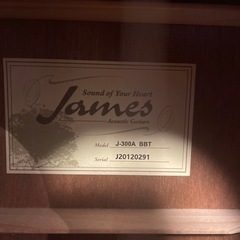 Sound of Your Heart
James
Acoustic Guitars
Model J-300A BBT
Serial J20120291